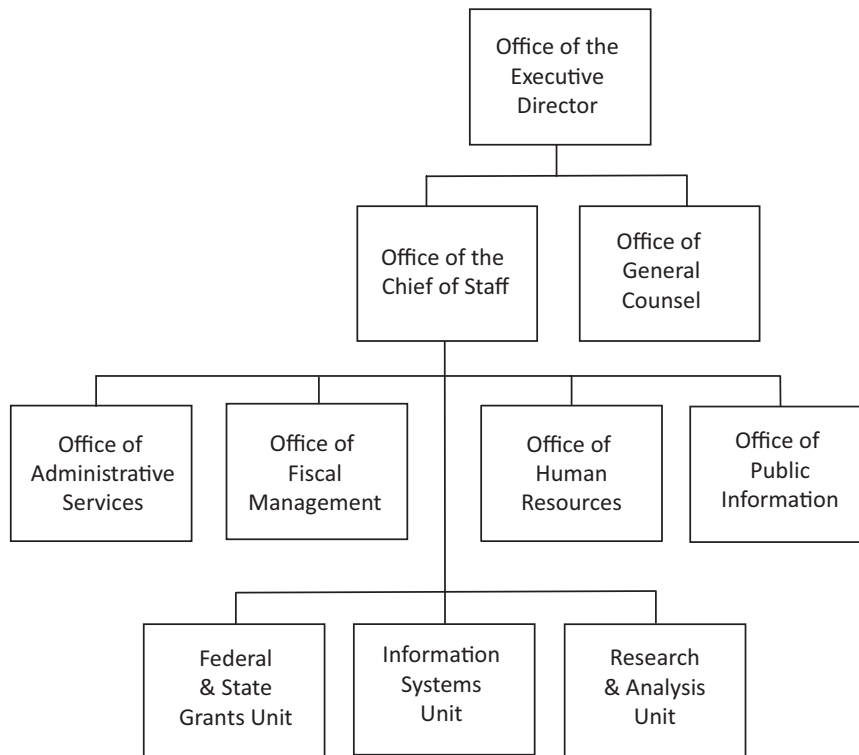 Office of the
Executive
Director
Office of the
Chief of Staff
Office of
General
Counsel
Office of
Administrative
Services
Office of
Fiscal
Management
Office of
Human
Resources
Office of
Public
Information
Federal
& State
Grants Unit
Information
Systems
Unit
Research
& Analysis
Unit